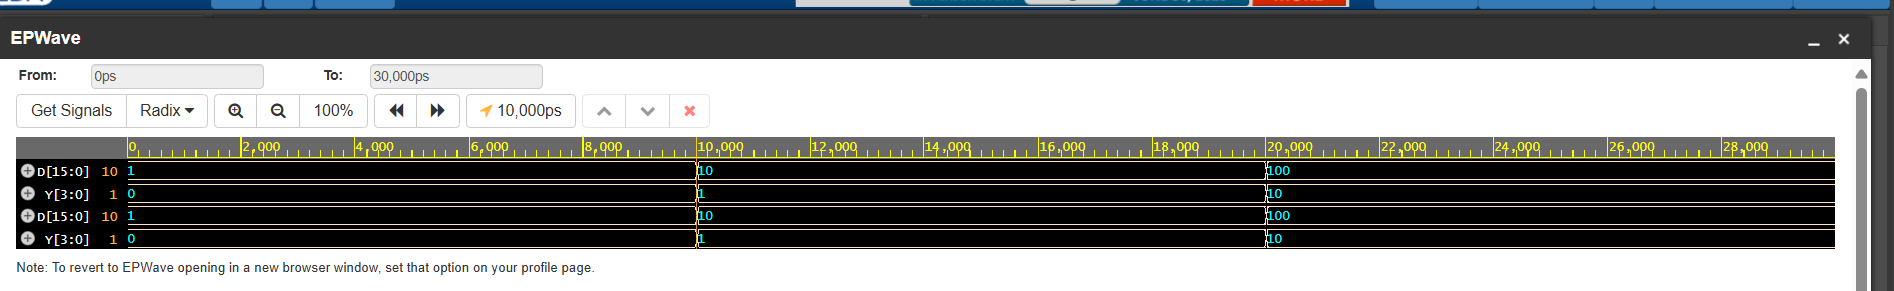 EPWave
From: 0ps To: 30,000ps
Get Signals Radix 100% 10,000ps
0 2,000 4,000 6,000 8,000 10,000 12,000 14,000 16,000 18,000 20,000 22,000 24,000 26,000 28,000
D[15:0] 10 1 10 100
Y[3:0] 1 0 1 10
D[15:0] 10 1 10 100
Y[3:0] 1 0 1 10
Note: To revert to EPWave opening in a new browser window, set that option on your profile page.